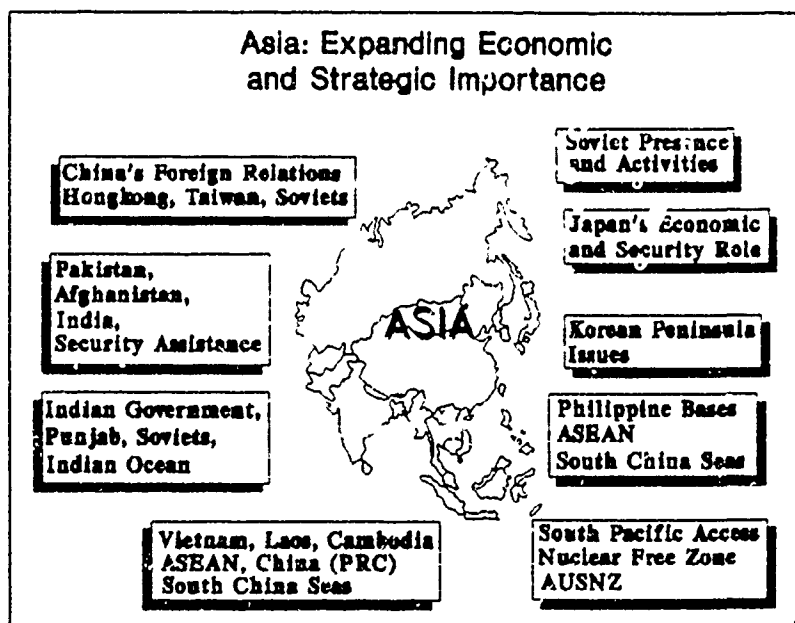 Asia: Expanding Economic
and Strategic Importance
China's Foreign Relations
Hongkong, Taiwan, Soviets
Soviet Presence
and Activities
Japan's Economic
and Security Role
Pakistan,
Afghanistan,
India,
Security Assistance
ASIA
Korean Peninsula
Issues
Indian Government,
Punjab, Soviets,
Indian Ocean
Philippine Bases
ASEAN
South China Seas
Vietnam, Laos, Cambodia
ASEAN, China (PRC)
South China Seas
South Pacific Access
Nuclear Free Zone
AUSNZ